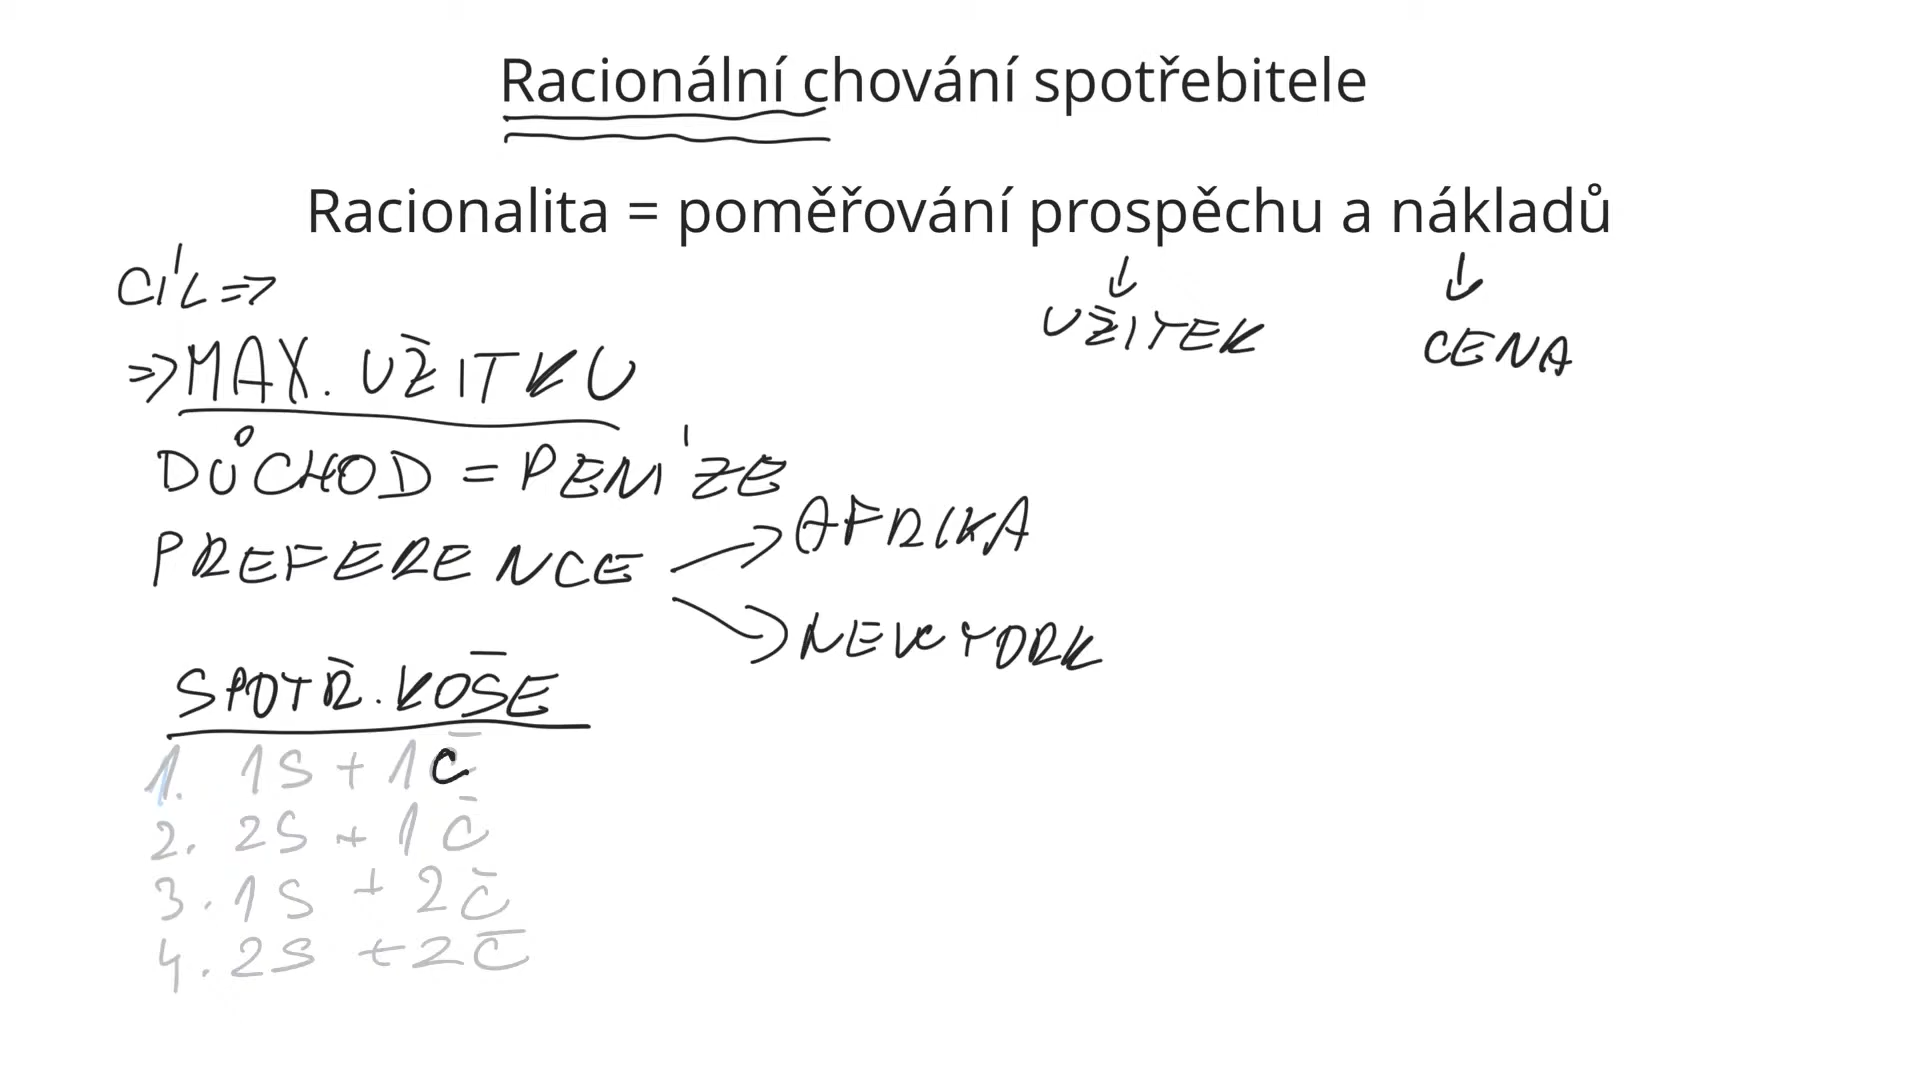 Racionální chování spotřebitele
Racionalita = poměřování prospěchu a nákladů
CÍL =>
=> MAX. UŽITKU
UŽITEK
CENA
DŮCHOD = PENÍZE
PREFERENCE
AFRIKA
NEW YORK
SPOTŘ. KOŠE
1. 1S + 1Č
2. 2S + 1Č
3. 1S + 2Č
4. 2S + 2Č